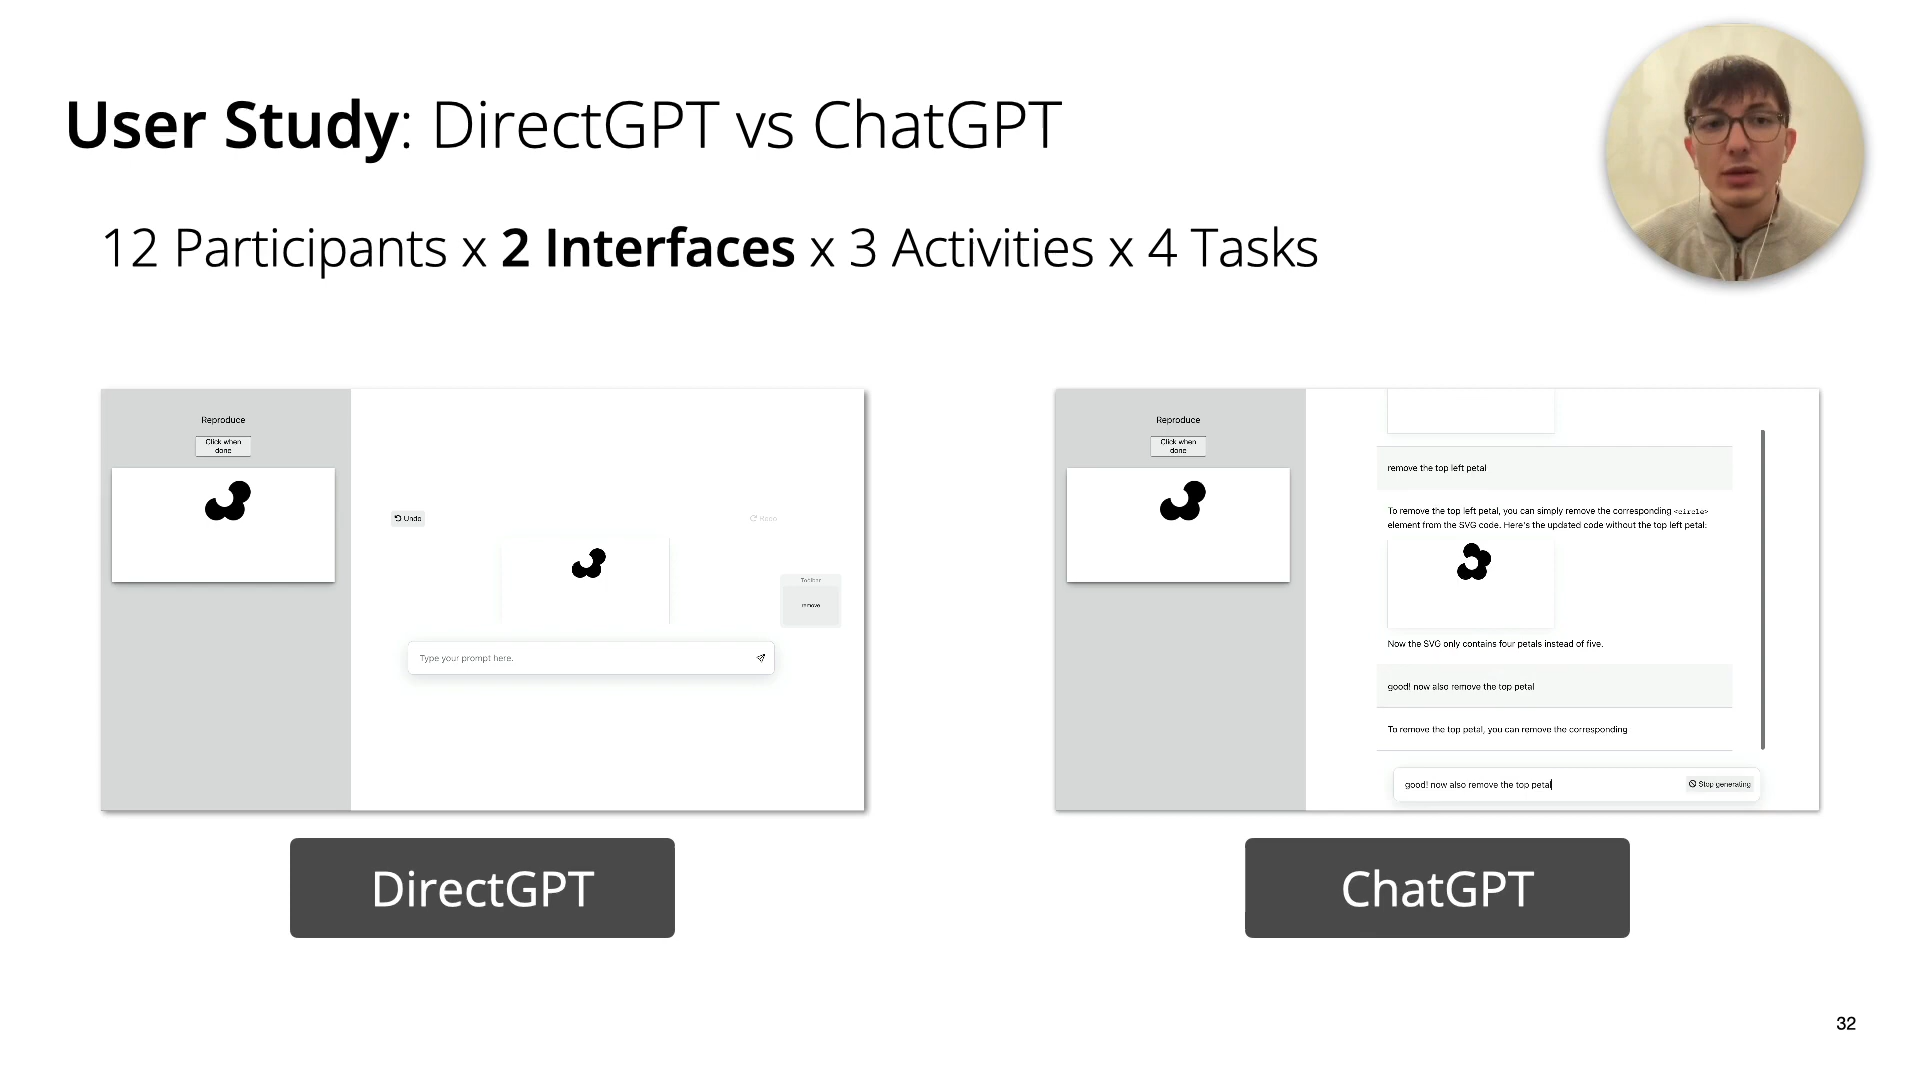 User Study: DirectGPT vs ChatGPT
12 Participants x 2 Interfaces x 3 Activities x 4 Tasks
Reproduce
Click when
done
Undo
Redo
Toolbar
remove
Type your prompt here.
DirectGPT
Reproduce
Click when
done
remove the top left petal
To remove the top left petal, you can simply remove the corresponding <circle>
element from the SVG code. Here's the updated code without the top left petal:
Now the SVG only contains four petals instead of five.
good! now also remove the top petal
To remove the top petal, you can remove the corresponding
good! now also remove the top petal
Stop generating
ChatGPT
32